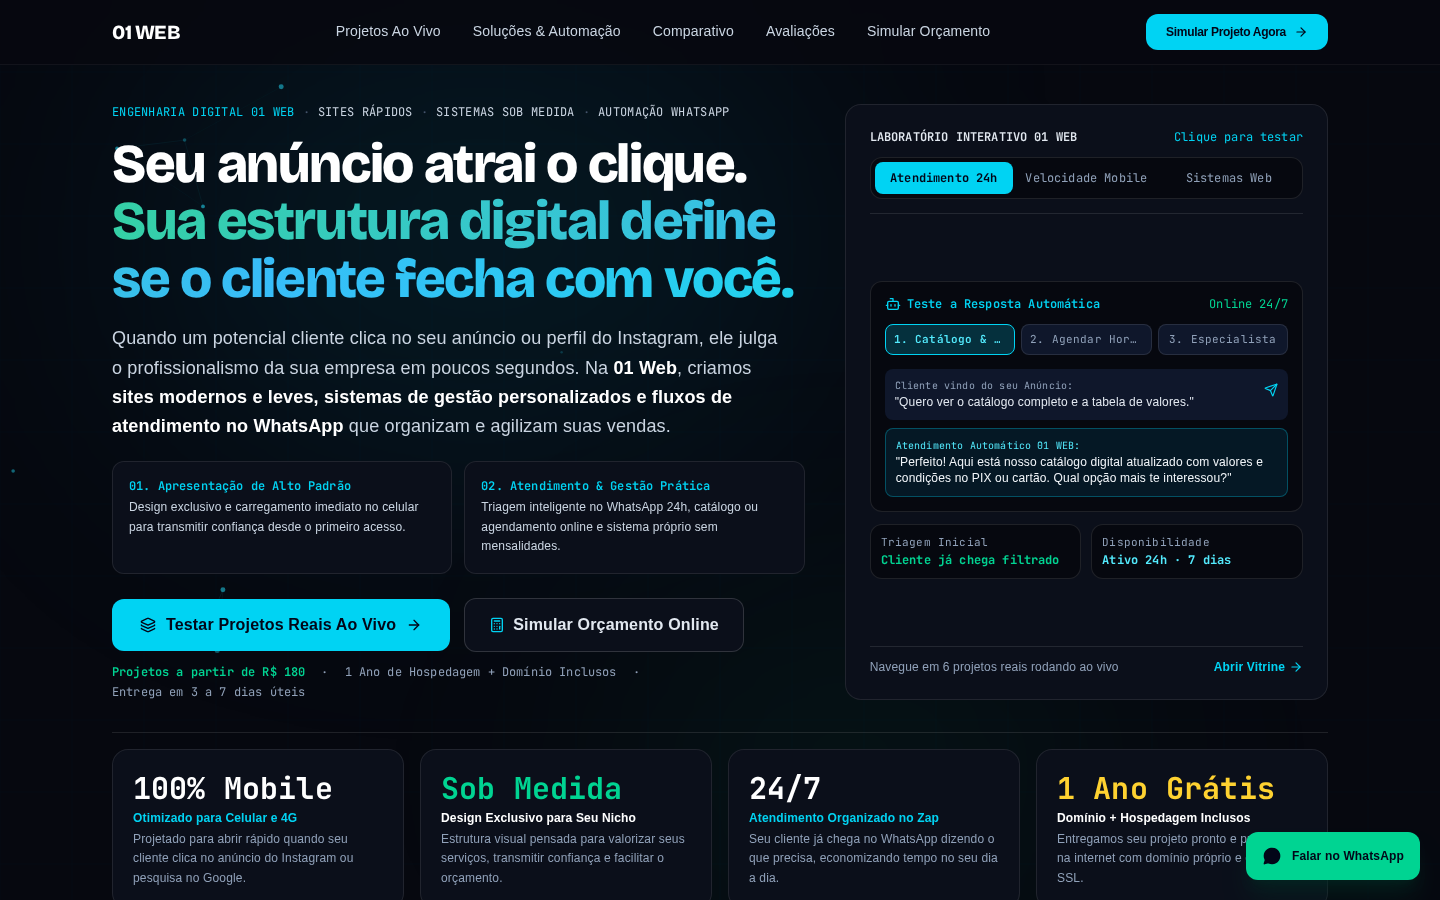 01 WEB
Projetos Ao Vivo
Soluções & Automação
Comparativo
Avaliações
Simular Orçamento
Simular Projeto Agora
ENGENHARIA DIGITAL 01 WEB · SITES RÁPIDOS · SISTEMAS SOB MEDIDA · AUTOMAÇÃO WHATSAPP
Seu anúncio atrai o clique.
Sua estrutura digital define
se o cliente fecha com você.
Quando um potencial cliente clica no seu anúncio ou perfil do Instagram, ele julga
o profissionalismo da sua empresa em poucos segundos. Na 01 Web, criamos
sites modernos e leves, sistemas de gestão personalizados e fluxos de
atendimento no WhatsApp que organizam e agilizam suas vendas.
01. Apresentação de Alto Padrão
Design exclusivo e carregamento imediato no celular
para transmitir confiança desde o primeiro acesso.
02. Atendimento & Gestão Prática
Triagem inteligente no WhatsApp 24h, catálogo ou
agendamento online e sistema próprio sem
mensalidades.
Testar Projetos Reais Ao Vivo
Simular Orçamento Online
Projetos a partir de R$ 180 · 1 Ano de Hospedagem + Domínio Inclusos ·
Entrega em 3 a 7 dias úteis
LABORATÓRIO INTERATIVO 01 WEB
Clique para testar
Atendimento 24h
Velocidade Mobile
Sistemas Web
Teste a Resposta Automática
Online 24/7
1. Catálogo & …
2. Agendar Hor…
3. Especialista
Cliente vindo do seu Anúncio:
"Quero ver o catálogo completo e a tabela de valores."
Atendimento Automático 01 WEB:
"Perfeito! Aqui está nosso catálogo digital atualizado com valores e
condições no PIX ou cartão. Qual opção mais te interessou?"
Triagem Inicial
Cliente já chega filtrado
Disponibilidade
Ativo 24h · 7 dias
Navegue em 6 projetos reais rodando ao vivo
Abrir Vitrine
100% Mobile
Otimizado para Celular e 4G
Projetado para abrir rápido quando seu
cliente clica no anúncio do Instagram ou
pesquisa no Google.
Sob Medida
Design Exclusivo para Seu Nicho
Estrutura visual pensada para valorizar seus
serviços, transmitir confiança e facilitar o
orçamento.
24/7
Atendimento Organizado no Zap
Seu cliente já chega no WhatsApp dizendo o
que precisa, economizando tempo no seu dia
a dia.
1 Ano Grátis
Domínio + Hospedagem Inclusos
Entregamos seu projeto pronto e
na internet com domínio próprio e
SSL.
Falar no WhatsApp